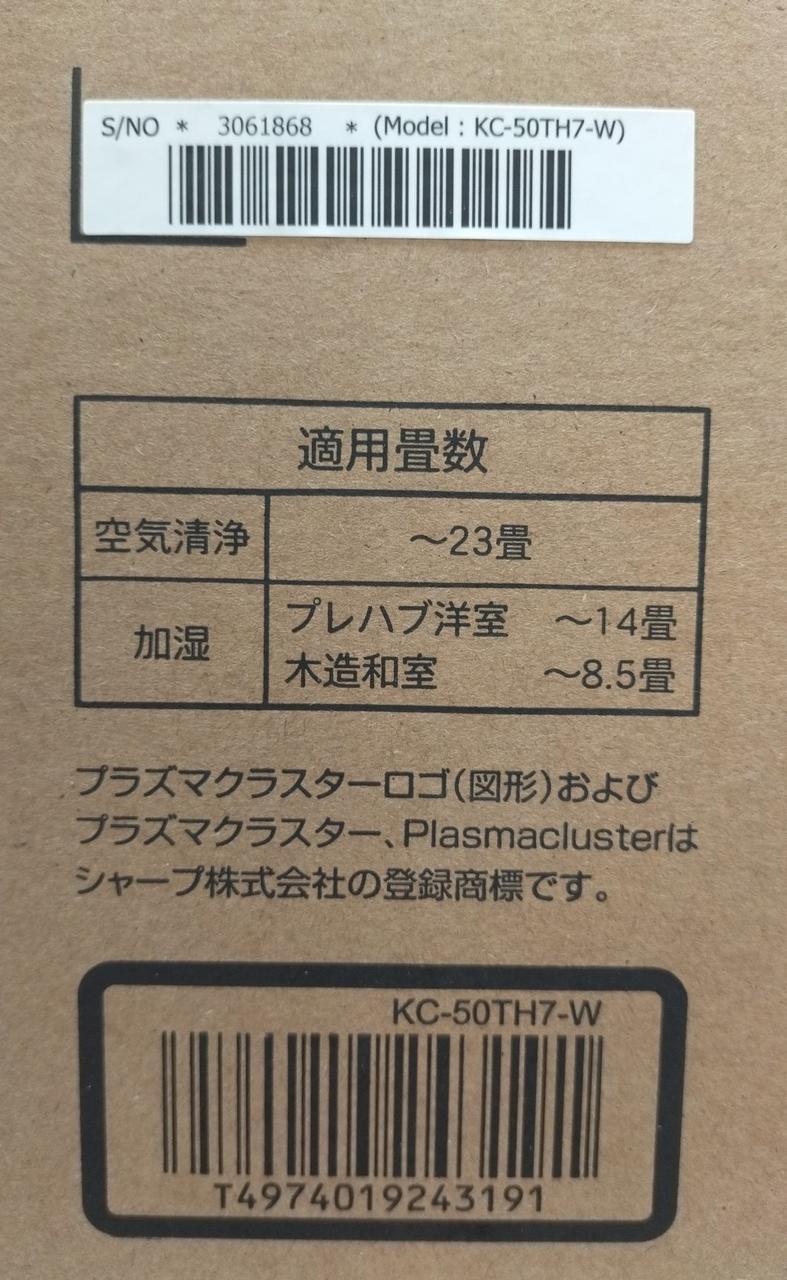 S/NO * 3061868 * (Model : KC-50TH7-W)
適用畳数
空気清浄 〜23畳
加湿 プレハブ洋室 〜14畳
木造和室 〜8.5畳
プラズマクラスターロゴ(図形)および
プラズマクラスター、Plasmaclusterは
シャープ株式会社の登録商標です。
KC-50TH7-W
T4974019243191